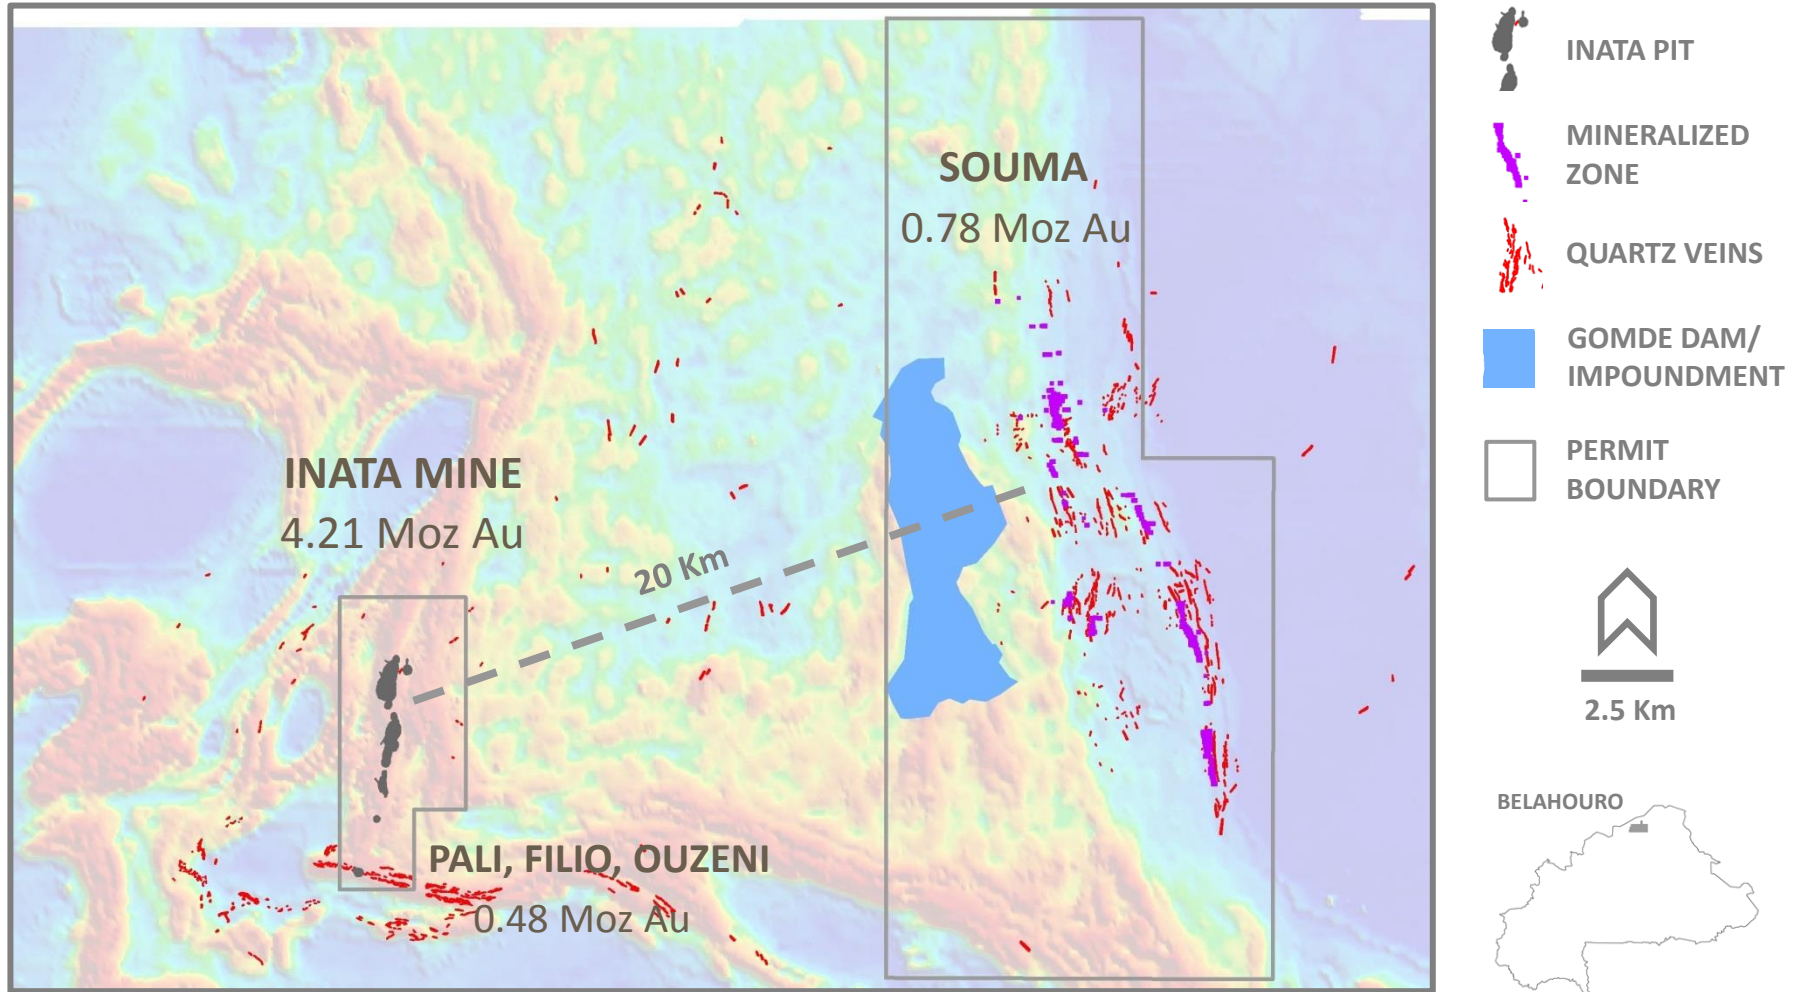 SOUMA
0.78 Moz Au
INATA MINE
4.21 Moz Au
20 Km
PALI, FILIO, OUZENI
0.48 Moz Au
INATA PIT
MINERALIZED
ZONE
QUARTZ VEINS
GOMDE DAM/
IMPOUNDMENT
PERMIT
BOUNDARY
2.5 Km
BELAHOURO